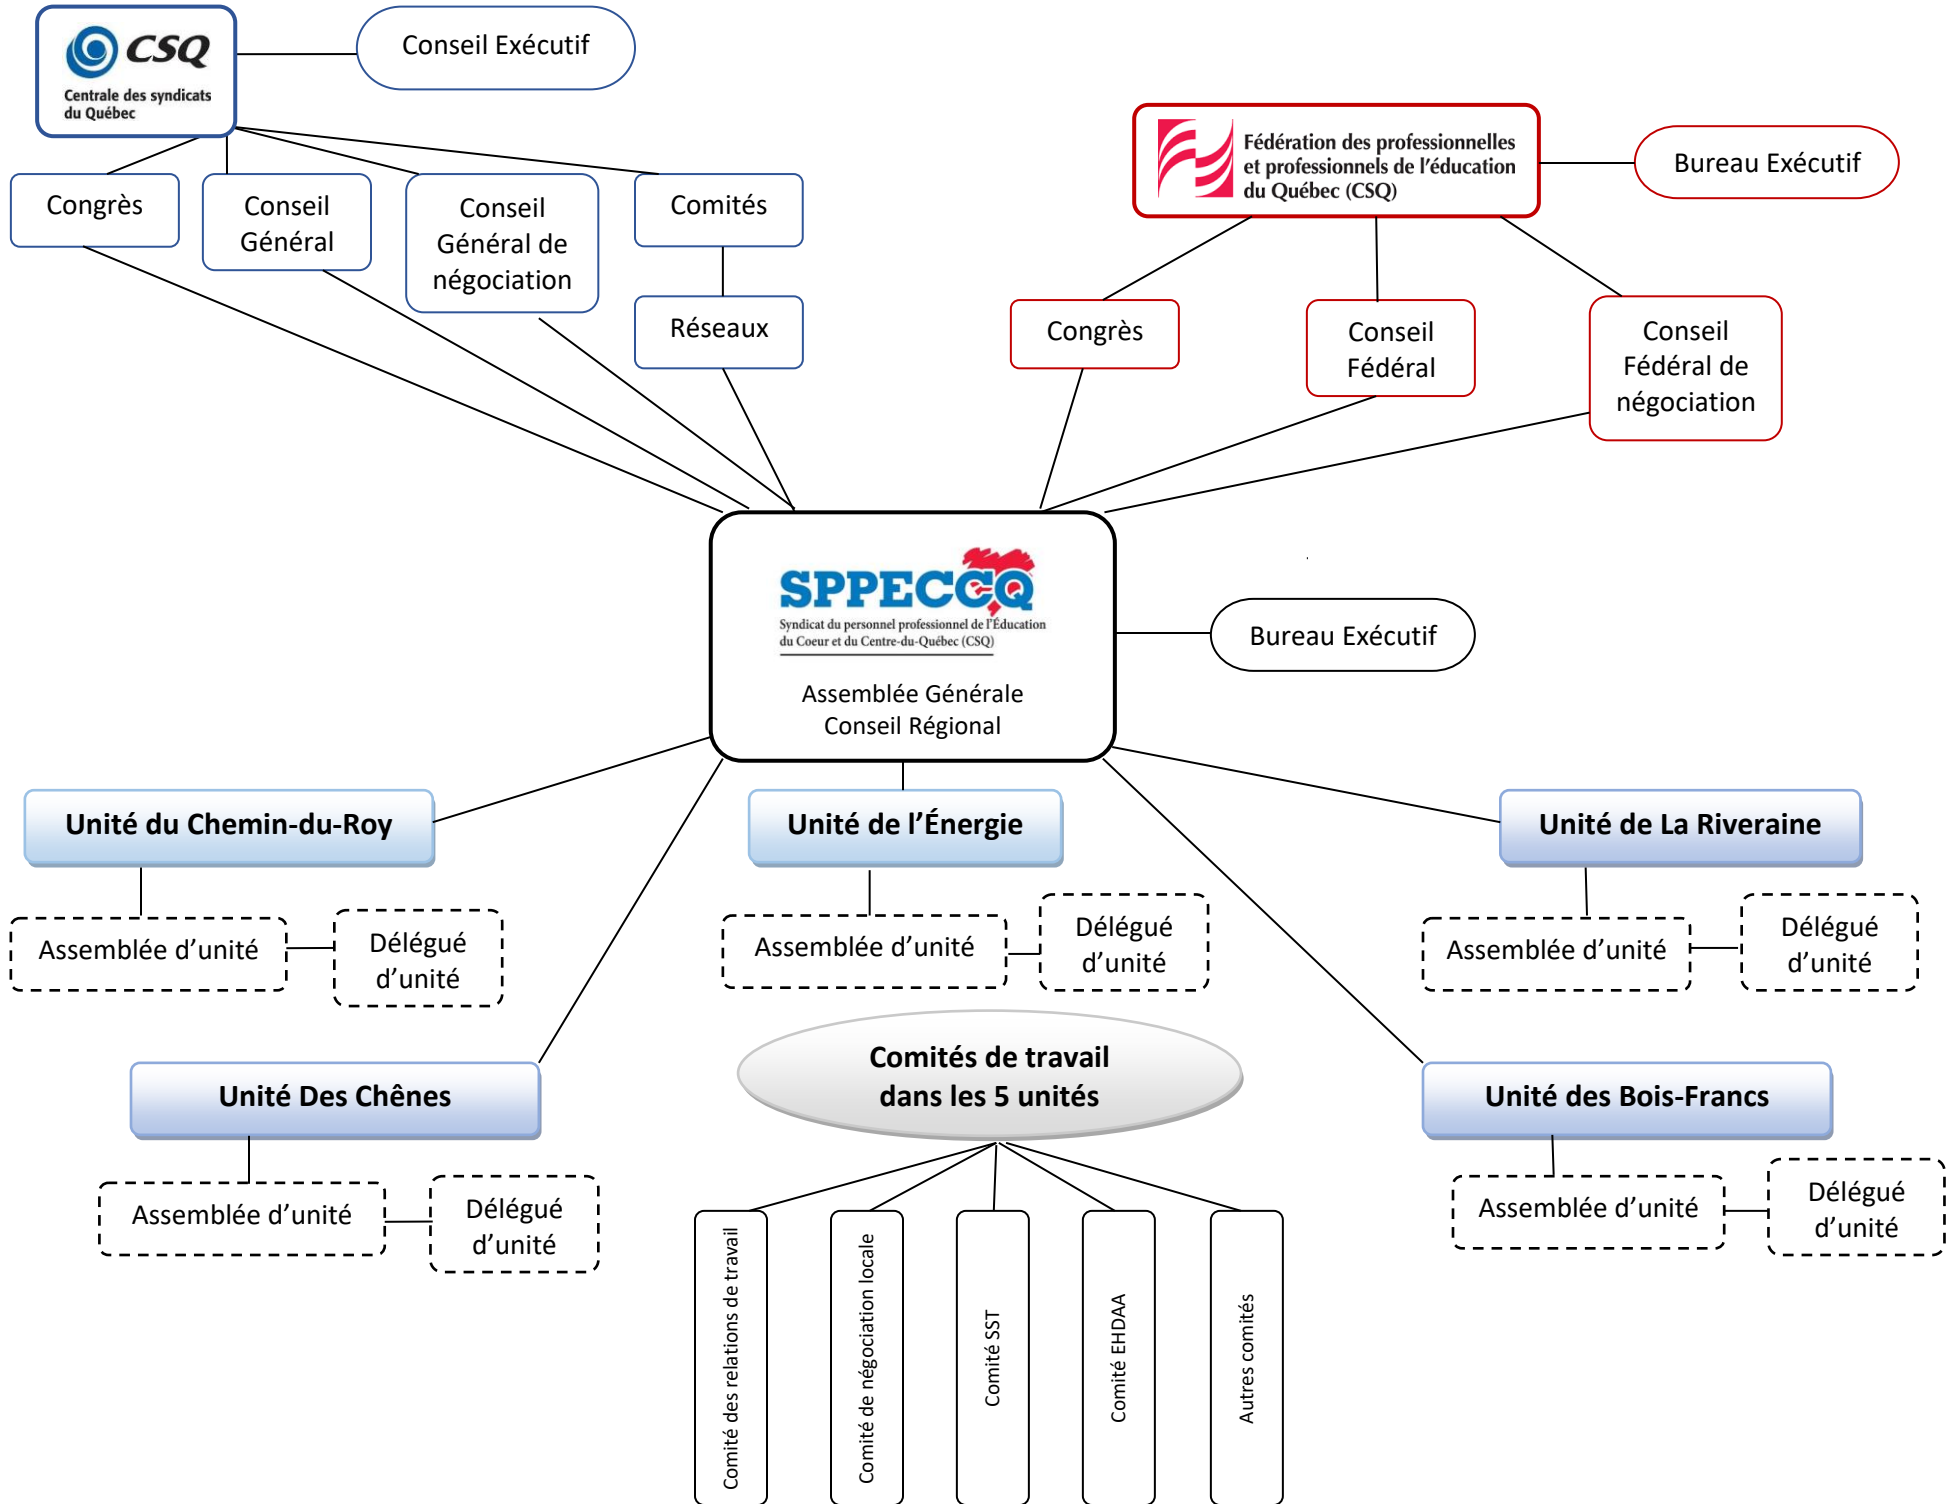 CSQ
Centrale des syndicats
du Québec
Conseil Exécutif
Fédération des professionnelles
et professionnels de l'éducation
du Québec (CSQ)
Bureau Exécutif
Congrès
Conseil
Général
Conseil
Général de
négociation
Comités
Réseaux
Congrès
Conseil
Fédéral
Conseil
Fédéral de
négociation
SPPECCQ
Syndicat du personnel professionnel de l'Éducation
du Coeur et du Centre-du-Québec (CSQ)
Assemblée Générale
Conseil Régional
Bureau Exécutif
Unité du Chemin-du-Roy
Assemblée d'unité
Délégué
d'unité
Unité de l'Énergie
Assemblée d'unité
Délégué
d'unité
Unité de La Riveraine
Assemblée d'unité
Délégué
d'unité
Unité Des Chênes
Assemblée d'unité
Délégué
d'unité
Comités de travail
dans les 5 unités
Comité des relations de travail
Comité de négociation locale
Comité SST
Comité EHDAA
Autres comités
Unité des Bois-Francs
Assemblée d'unité
Délégué
d'unité